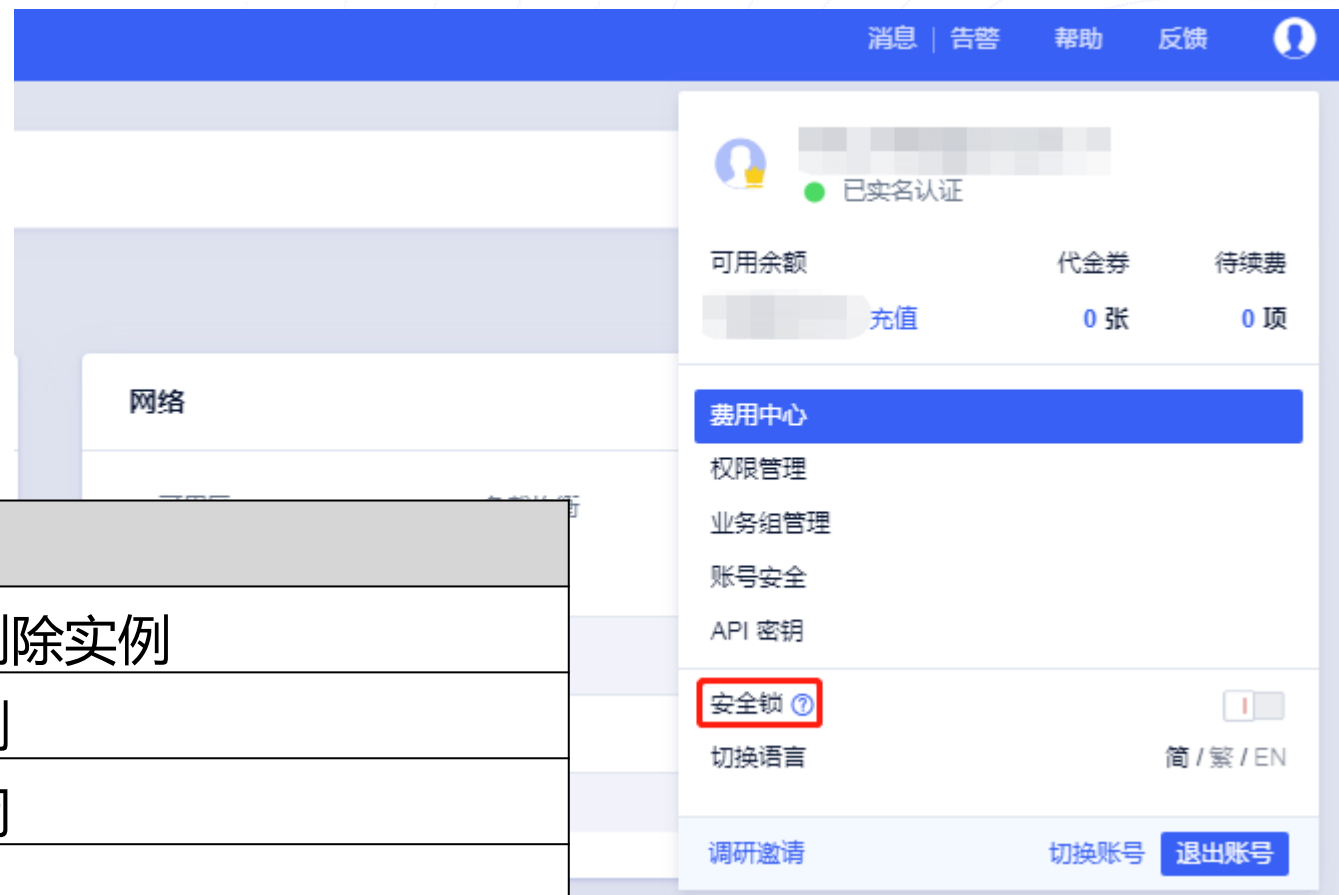 消息 | 告警 帮助 反馈
已实名认证
可用余额 代金券 待续费
充值 0 张 0 项
网络
费用中心
权限管理
业务组管理
账号安全
API 密钥
除实例
安全锁
切换语言 简 / 繁 / EN
调研邀请 切换账号 退出账号